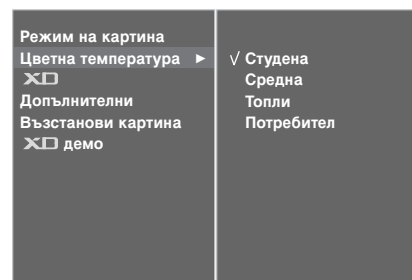 Режим на картина
Цветна температура ►
XD
Допълнителни
Възстанови картина
XD демо
√ Студена
Средна
Топли
Потребител